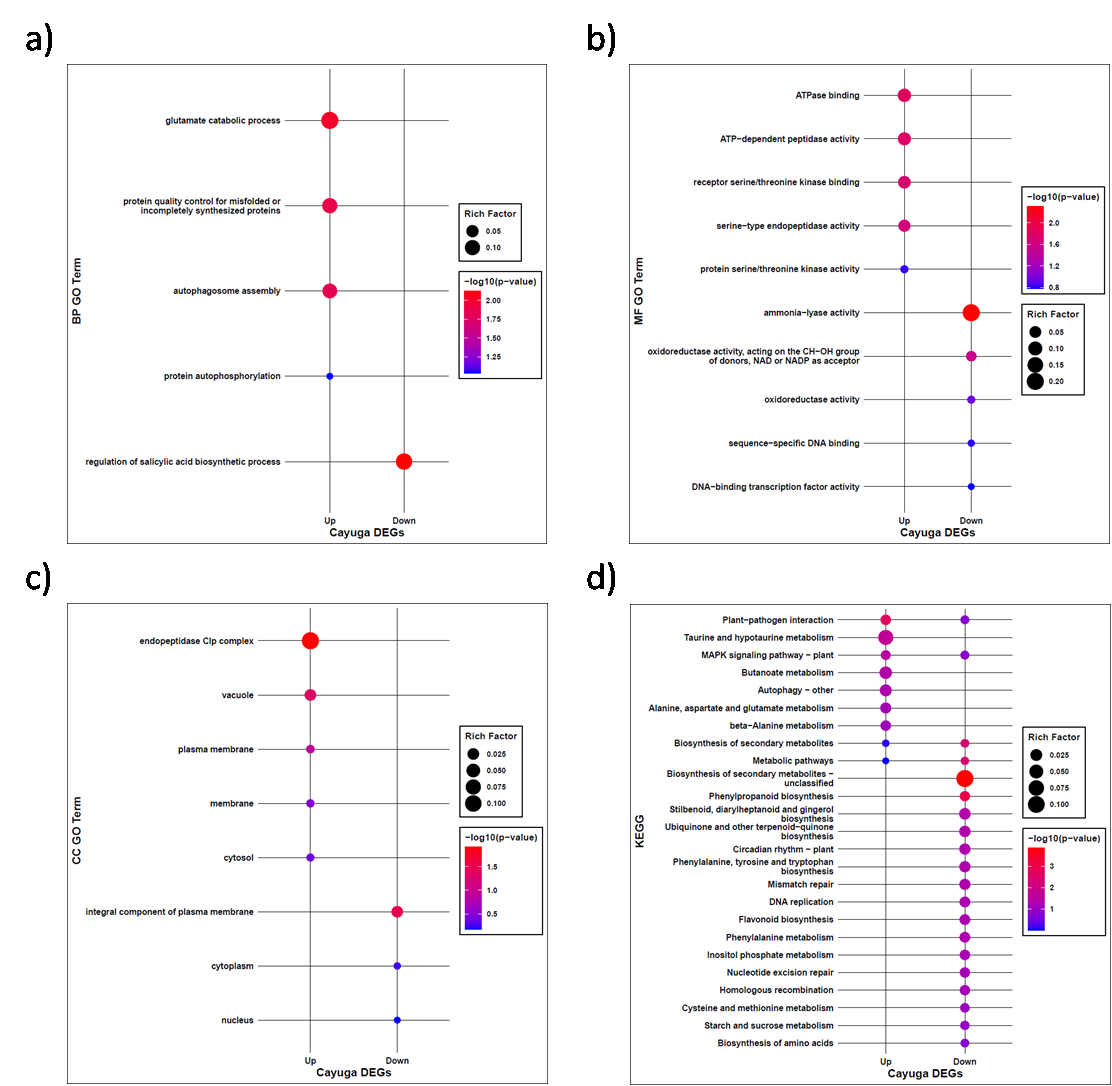 a)
glutamate catabolic process
protein quality control for misfolded or
incompletely synthesized proteins
autophagosome assembly
protein autophosphorylation
regulation of salicylic acid biosynthetic process
BP GO Term
Up
Down
Cayuga DEGs
Rich Factor
0.05
0.10
−log10(p−value)
2.00
1.75
1.50
1.25
b)
ATPase binding
ATP−dependent peptidase activity
receptor serine/threonine kinase binding
serine−type endopeptidase activity
protein serine/threonine kinase activity
ammonia−lyase activity
oxidoreductase activity, acting on the CH−OH group
of donors, NAD or NADP as acceptor
oxidoreductase activity
sequence−specific DNA binding
DNA−binding transcription factor activity
MF GO Term
Up
Down
Cayuga DEGs
−log10(p−value)
2.0
1.6
1.2
0.8
Rich Factor
0.05
0.10
0.15
0.20
c)
endopeptidase Clp complex
vacuole
plasma membrane
membrane
cytosol
integral component of plasma membrane
cytoplasm
nucleus
CC GO Term
Up
Down
Cayuga DEGs
Rich Factor
0.025
0.050
0.075
0.100
−log10(p−value)
1.5
1.0
0.5
d)
Plant−pathogen interaction
Taurine and hypotaurine metabolism
MAPK signaling pathway − plant
Butanoate metabolism
Autophagy − other
Alanine, aspartate and glutamate metabolism
beta−Alanine metabolism
Biosynthesis of secondary metabolites
Metabolic pathways
Biosynthesis of secondary metabolites −
unclassified
Phenylpropanoid biosynthesis
Stilbenoid, diarylheptanoid and gingerol
biosynthesis
Ubiquinone and other terpenoid−quinone
biosynthesis
Circadian rhythm − plant
Phenylalanine, tyrosine and tryptophan
biosynthesis
Mismatch repair
DNA replication
Flavonoid biosynthesis
Phenylalanine metabolism
Inositol phosphate metabolism
Nucleotide excision repair
Homologous recombination
Cysteine and methionine metabolism
Starch and sucrose metabolism
Biosynthesis of amino acids
KEGG
Up
Down
Cayuga DEGs
Rich Factor
0.025
0.050
0.075
0.100
−log10(p−value)
3
2
1